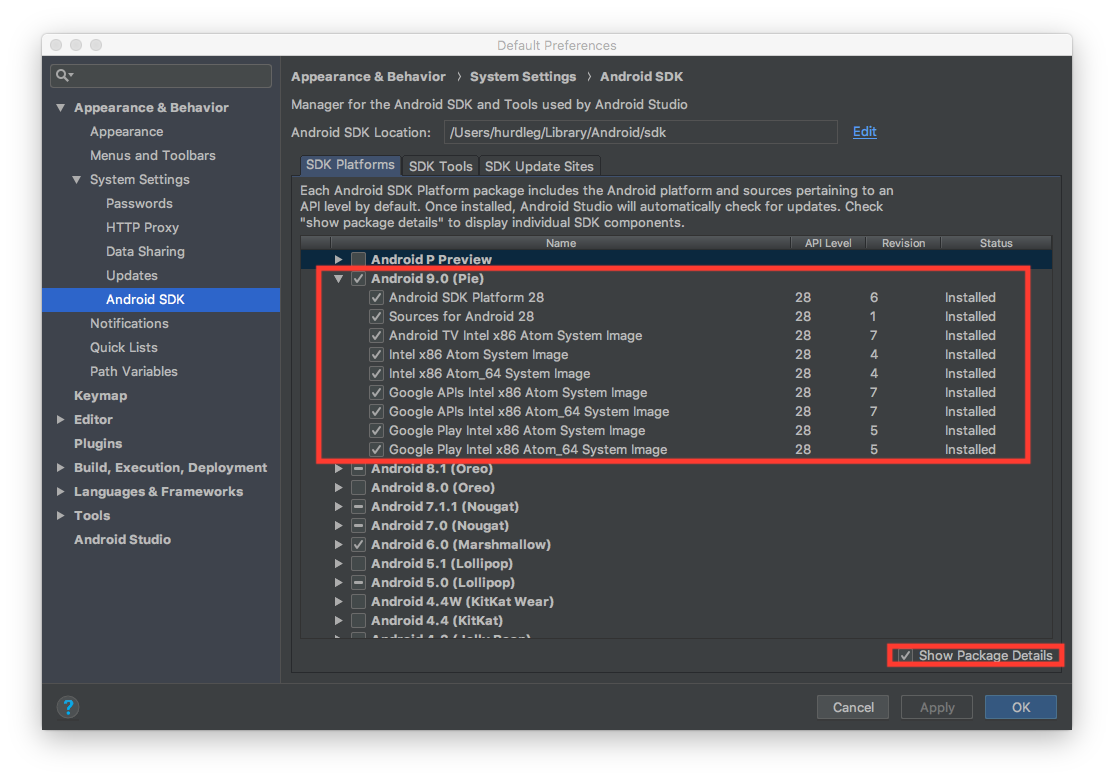 Default Preferences
Appearance & Behavior
Appearance
Menus and Toolbars
System Settings
Passwords
HTTP Proxy
Data Sharing
Updates
Android SDK
Notifications
Quick Lists
Path Variables
Keymap
Editor
Plugins
Build, Execution, Deployment
Languages & Frameworks
Tools
Android Studio
Appearance & Behavior › System Settings › Android SDK
Manager for the Android SDK and Tools used by Android Studio
Android SDK Location: /Users/hurdleg/Library/Android/sdk Edit
SDK Platforms SDK Tools SDK Update Sites
Each Android SDK Platform package includes the Android platform and sources pertaining to an
API level by default. Once installed, Android Studio will automatically check for updates. Check
"show package details" to display individual SDK components.
Name API Level Revision Status
Android P Preview
Android 9.0 (Pie)
Android SDK Platform 28 28 6 Installed
Sources for Android 28 28 1 Installed
Android TV Intel x86 Atom System Image 28 7 Installed
Intel x86 Atom System Image 28 4 Installed
Intel x86 Atom_64 System Image 28 4 Installed
Google APIs Intel x86 Atom System Image 28 7 Installed
Google APIs Intel x86 Atom_64 System Image 28 7 Installed
Google Play Intel x86 Atom System Image 28 5 Installed
Google Play Intel x86 Atom_64 System Image 28 5 Installed
Android 8.1 (Oreo)
Android 8.0 (Oreo)
Android 7.1.1 (Nougat)
Android 7.0 (Nougat)
Android 6.0 (Marshmallow)
Android 5.1 (Lollipop)
Android 5.0 (Lollipop)
Android 4.4W (KitKat Wear)
Android 4.4 (KitKat)
Show Package Details
? Cancel Apply OK